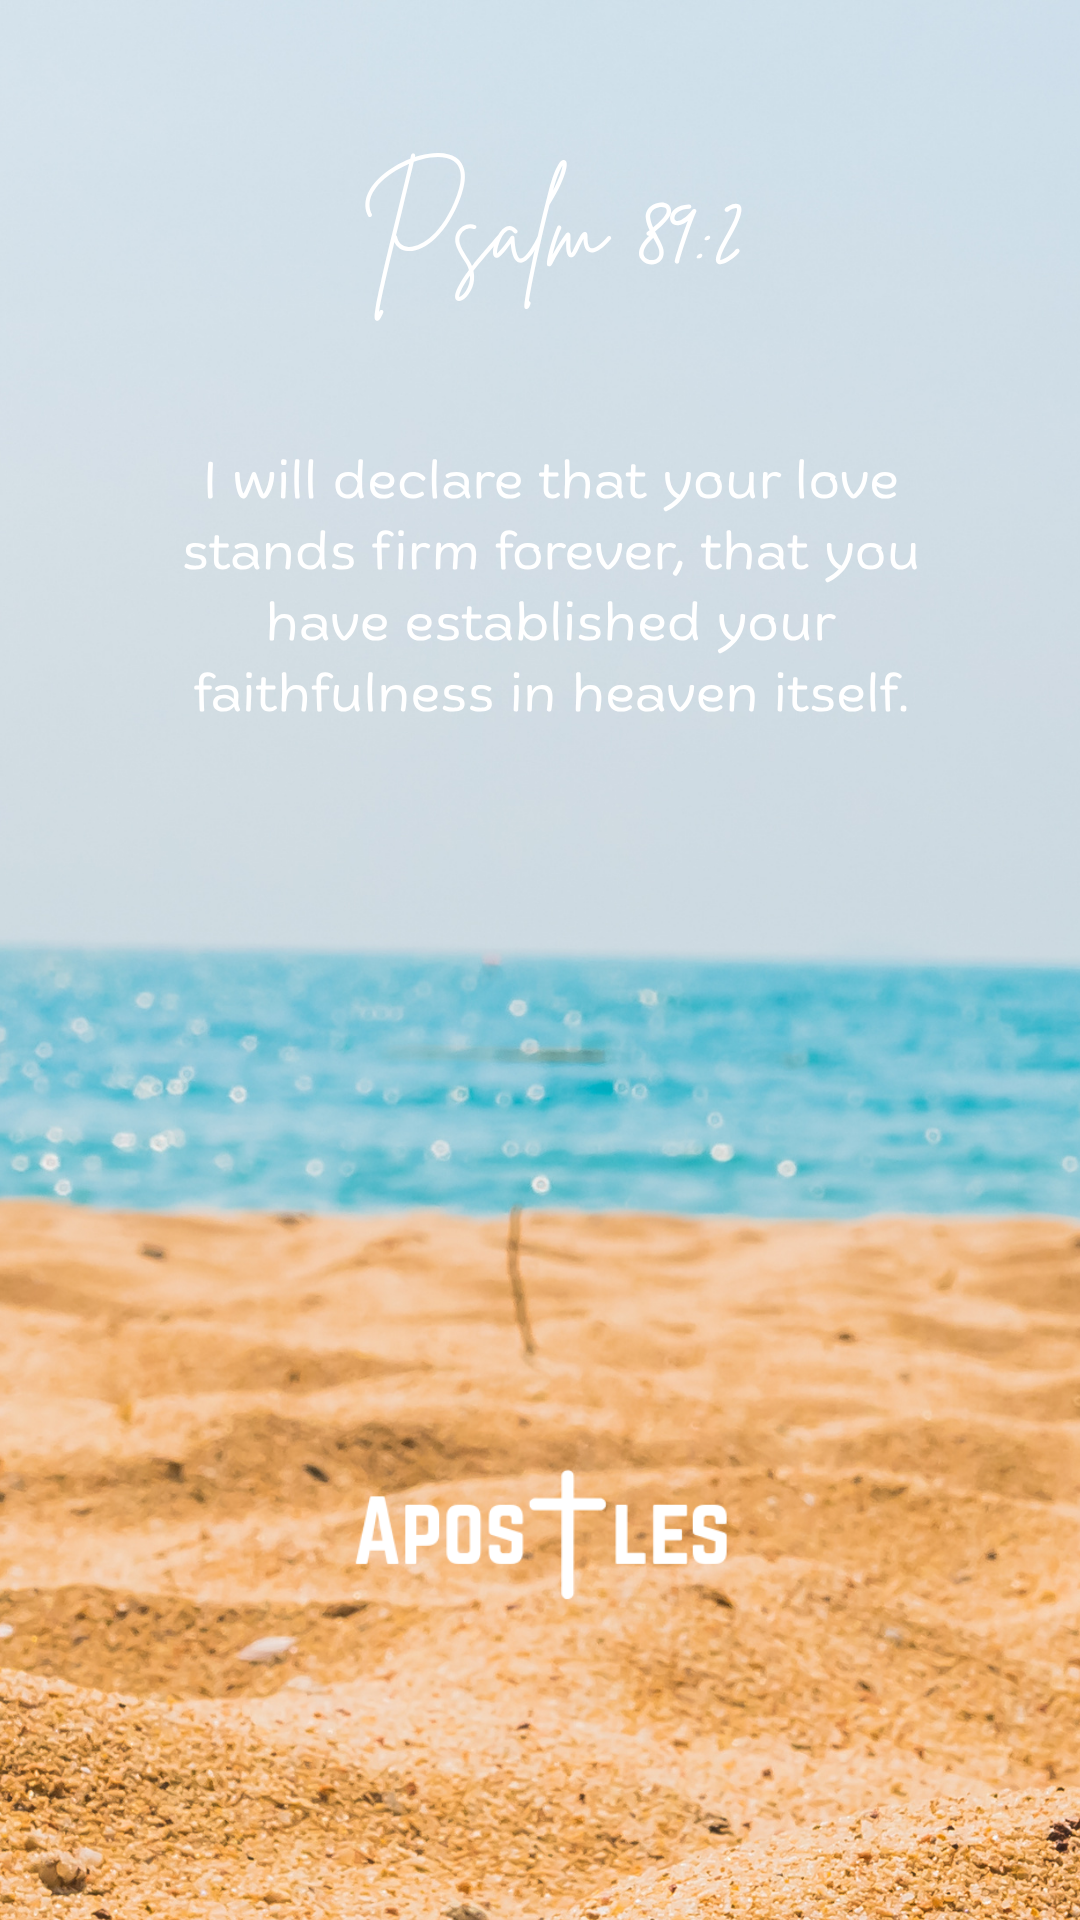 Psalm 89:2
I will declare that your love
stands firm forever, that you
have established your
faithfulness in heaven itself.
APOSTLES